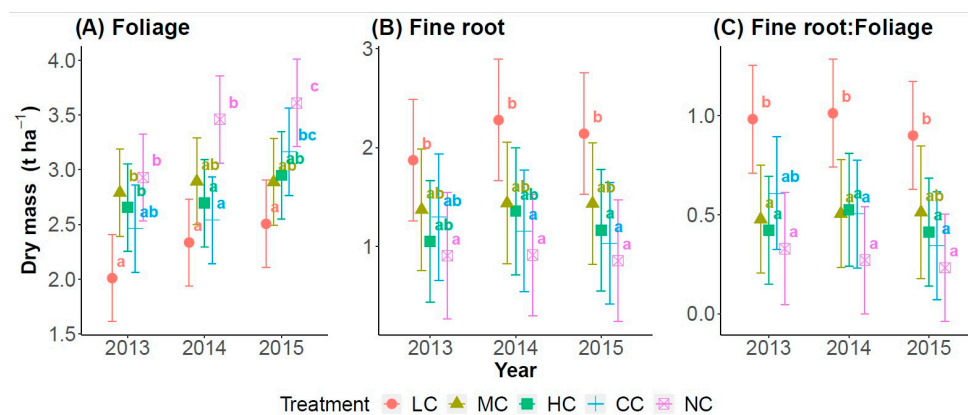 (A) Foliage
(B) Fine root
(C) Fine root:Foliage
Dry mass (t ha⁻¹)
4.0
3.5
3.0
2.5
2.0
1.5
a
b
b
ab
b
a
ab
a
a
b
a
ab
ab
bc
c
2013
2014
2015
3
2
1
b
ab
ab
ab
a
b
ab
ab
a
a
b
ab
a
a
a
2013
2014
2015
1.0
0.5
0.0
b
a
a
ab
a
b
a
a
a
a
b
a
a
a
a
2013
2014
2015
Year
Treatment LC MC HC CC NC